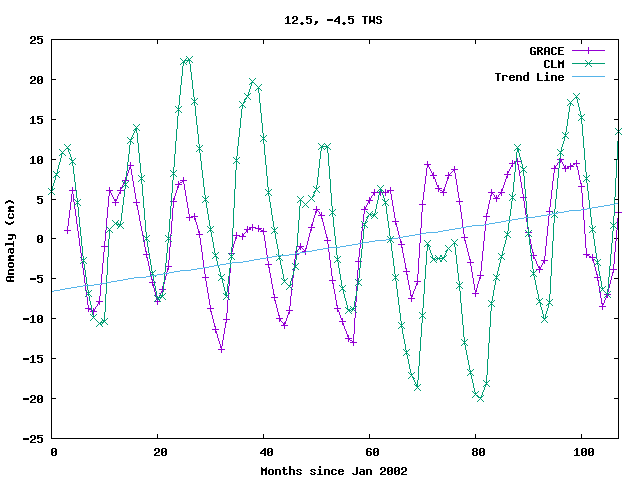 12.5, -4.5 TWS
GRACE
CLM
Trend Line
25
20
15
10
5
0
-5
-10
-15
-20
-25
Anomaly (cm)
0 20 40 60 80 100
Months since Jan 2002